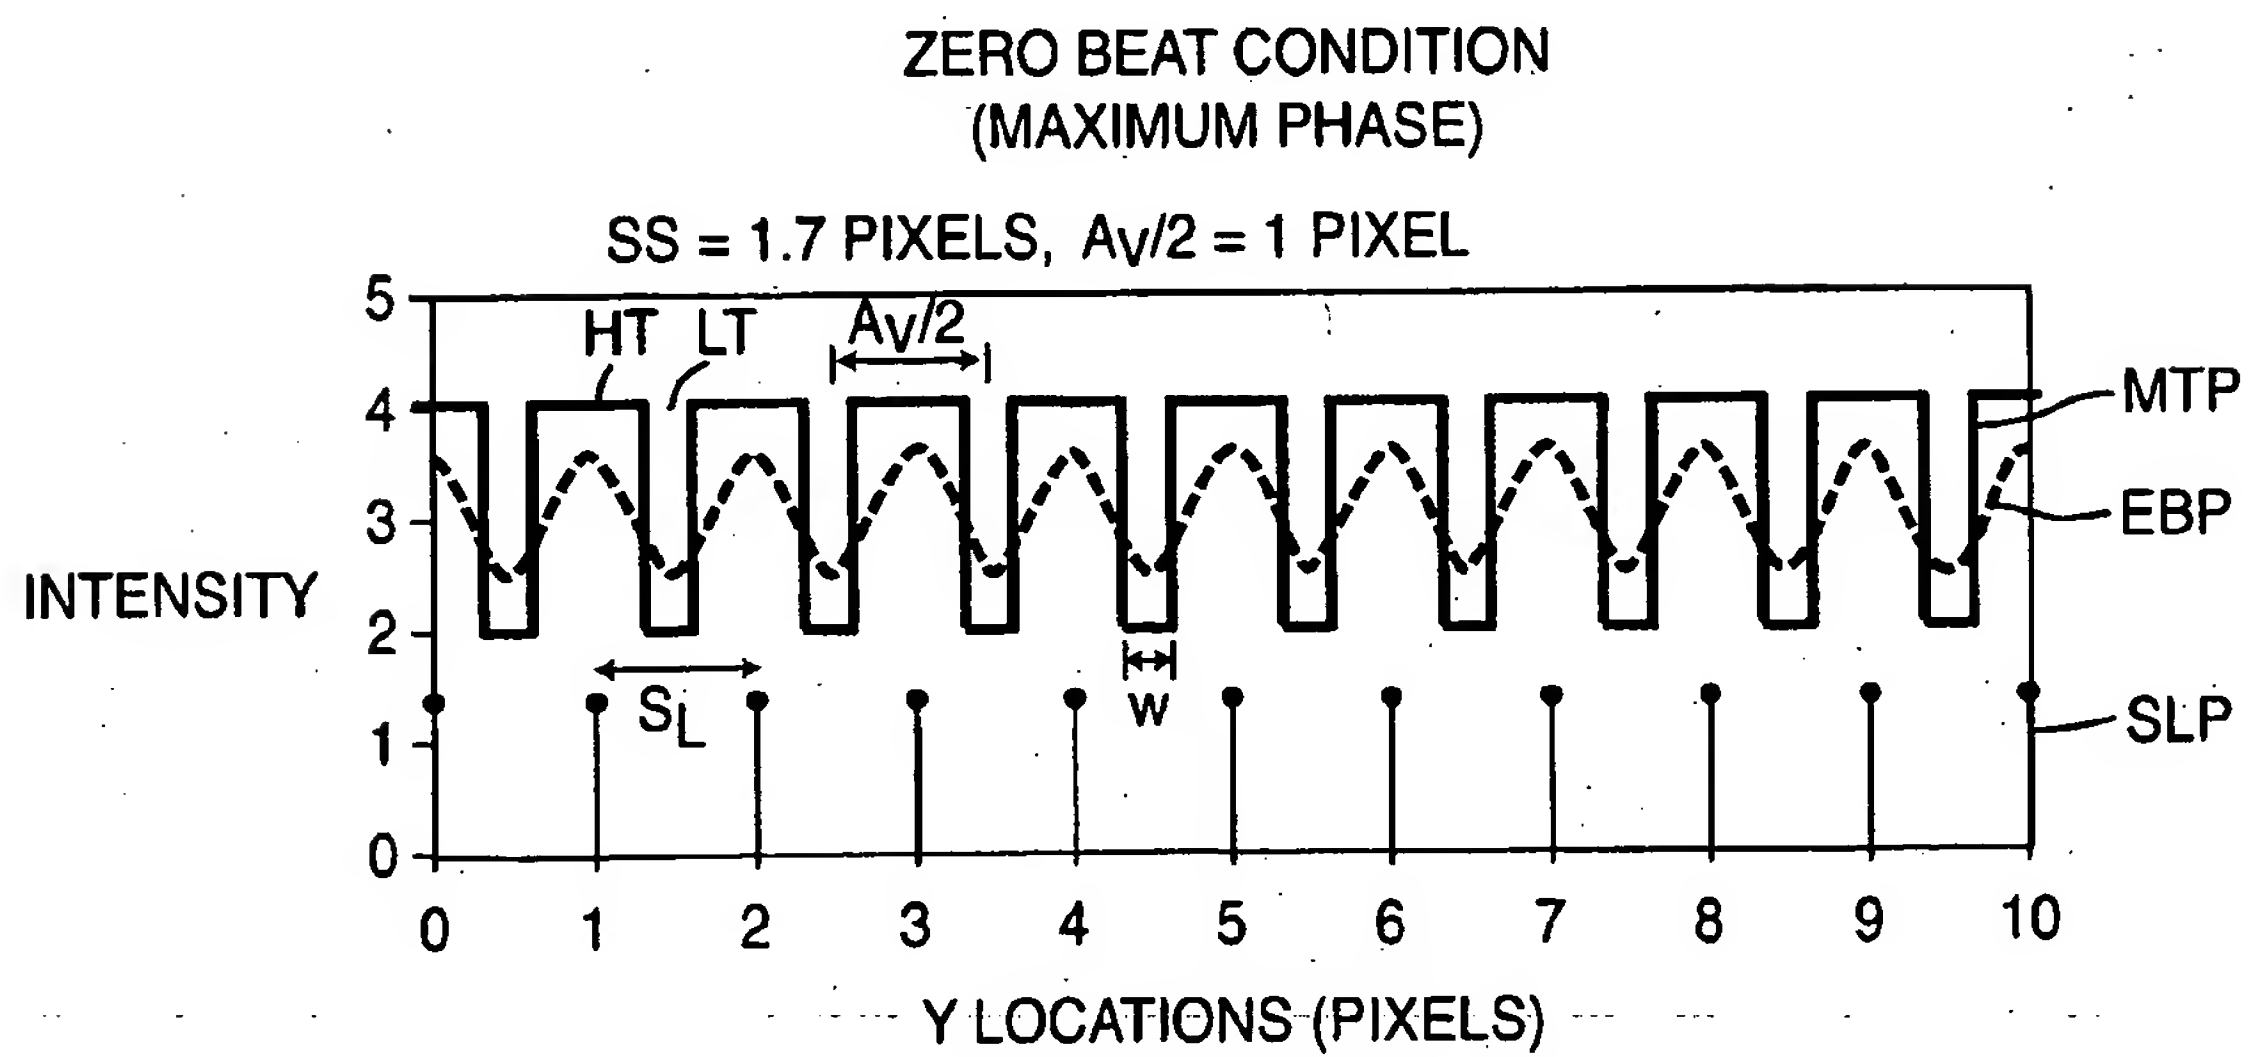 ZERO BEAT CONDITION
(MAXIMUM PHASE)
SS = 1.7 PIXELS, AV/2 = 1 PIXEL
5
HT LT AV/2
4
MTP
3
EBP
INTENSITY
2
SL
W
1
SLP
0
0 1 2 3 4 5 6 7 8 9 10
Y LOCATIONS (PIXELS)